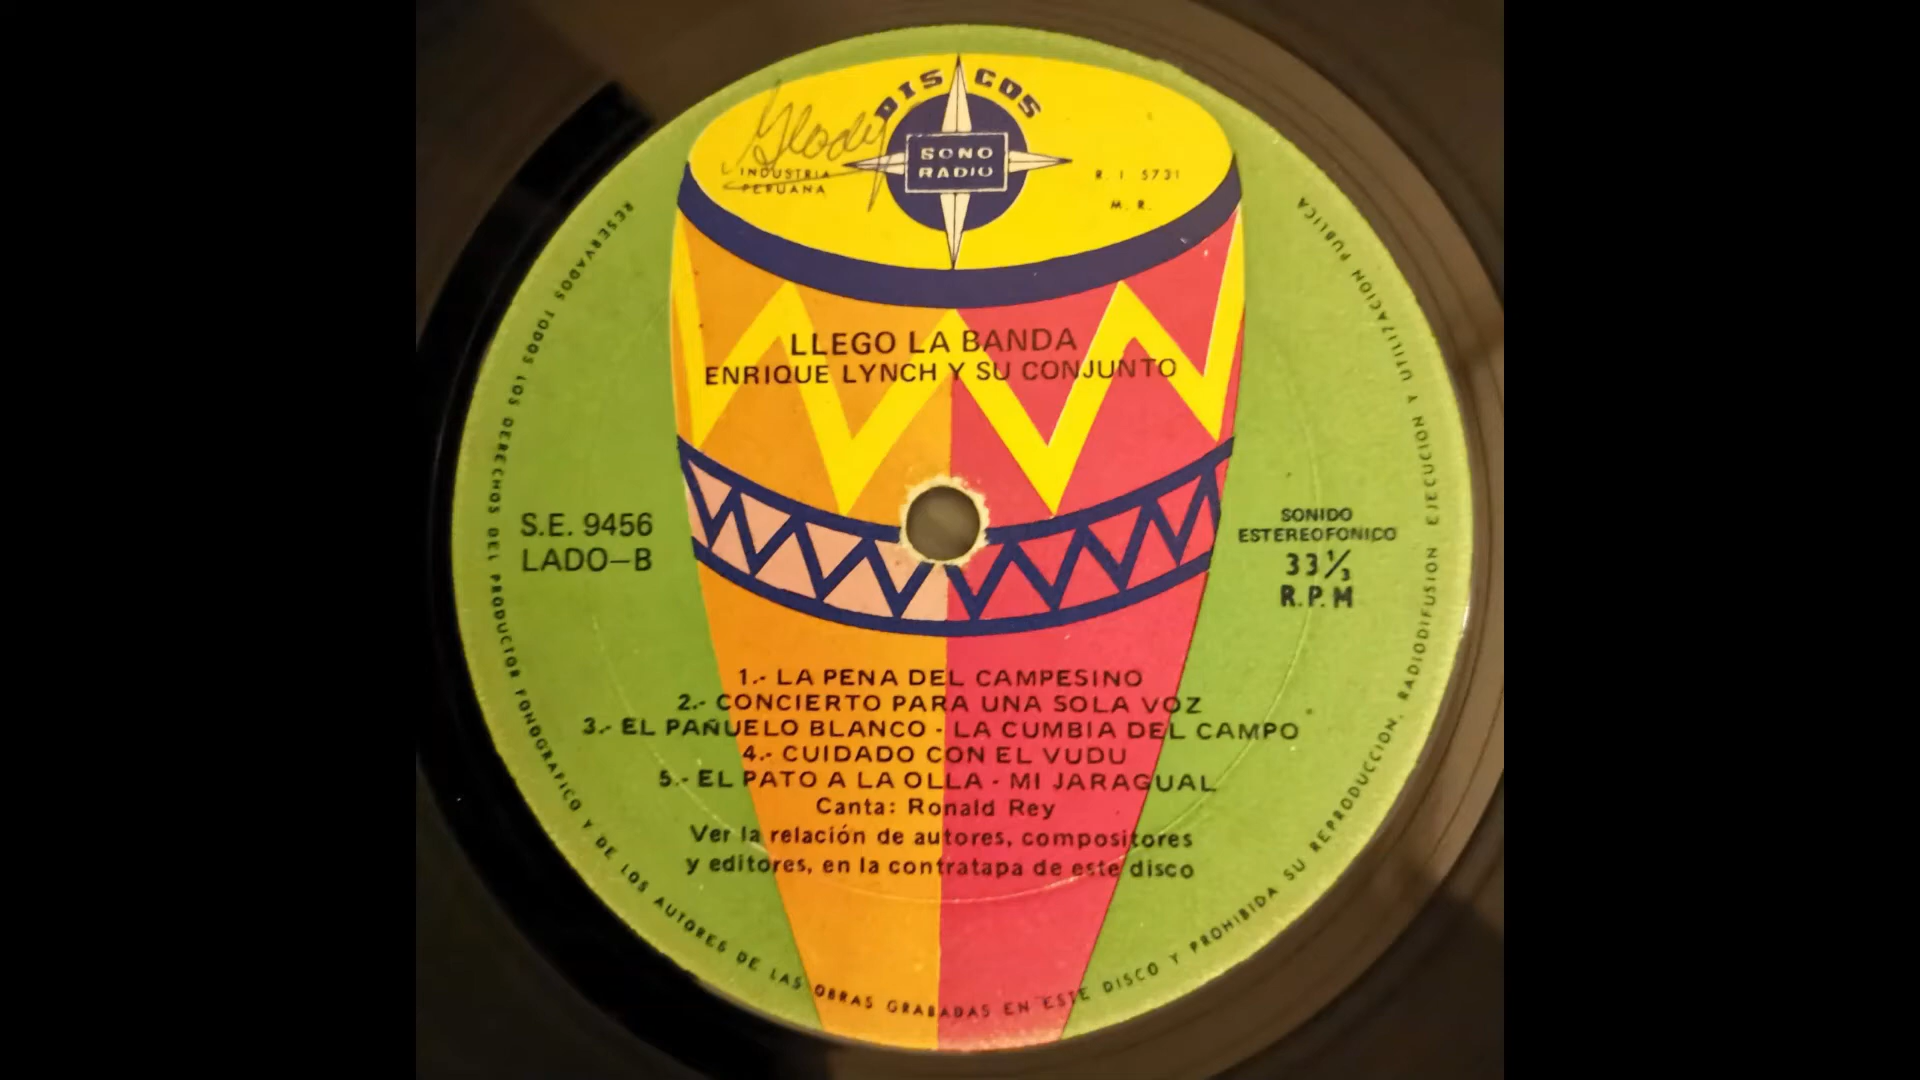 DISCOS
SONO
RADIO
Glody
INDUSTRIA
PERUANA
R. I 5731
M. R.
LLEGO LA BANDA
ENRIQUE LYNCH Y SU CONJUNTO
S.E. 9456
LADO-B
SONIDO
ESTEREOFONICO
33⅓
R.P.M
1.- LA PENA DEL CAMPESINO
2.- CONCIERTO PARA UNA SOLA VOZ
3.- EL PAÑUELO BLANCO - LA CUMBIA DEL CAMPO
4.- CUIDADO CON EL VUDU
5.- EL PATO A LA OLLA - MI JARAGUAL
Canta: Ronald Rey
Ver la relación de autores, compositores
y editores, en la contratapa de este disco
RESERVADOS TODOS LOS DERECHOS DEL PRODUCTOR FONOGRAFICO Y DE LOS AUTORES DE LAS OBRAS GRABADAS EN ESTE DISCO Y PROHIBIDA SU REPRODUCCION, RADIODIFUSION EJECUCION Y UTILIZACION PUBLICA